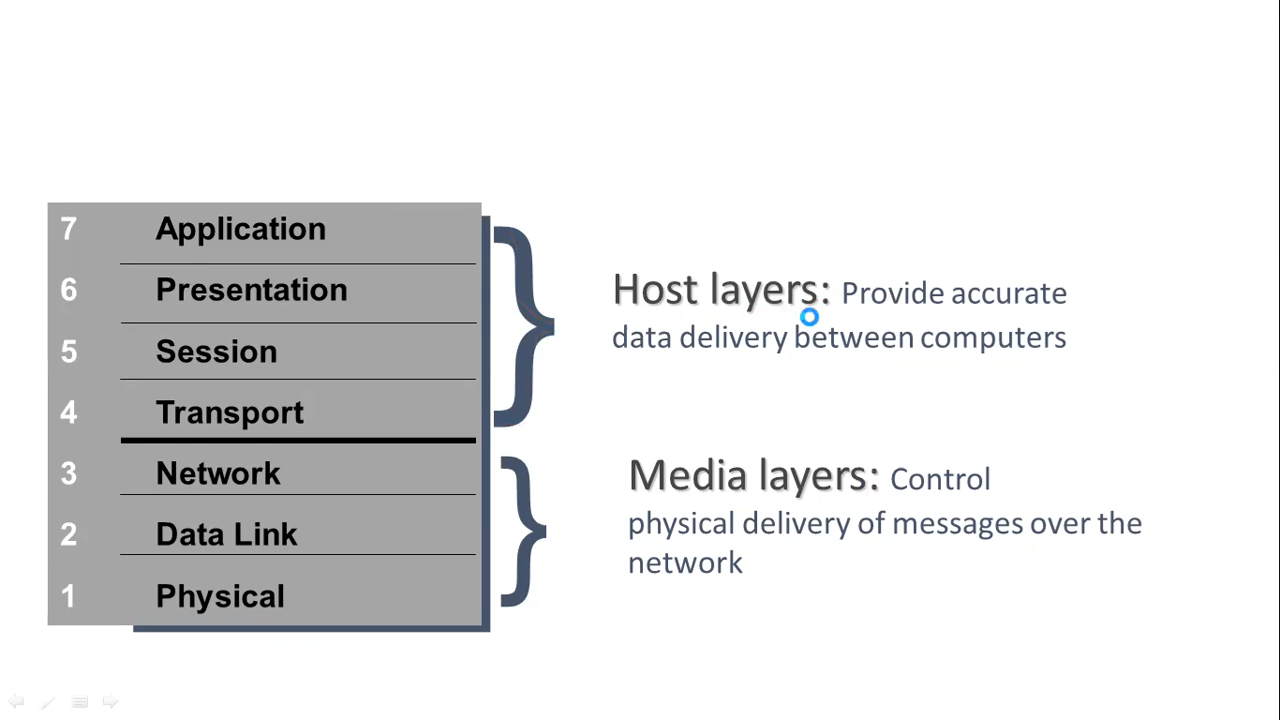 7 Application
6 Presentation
5 Session
4 Transport
3 Network
2 Data Link
1 Physical
Host layers: Provide accurate
data delivery between computers
Media layers: Control
physical delivery of messages over the
network